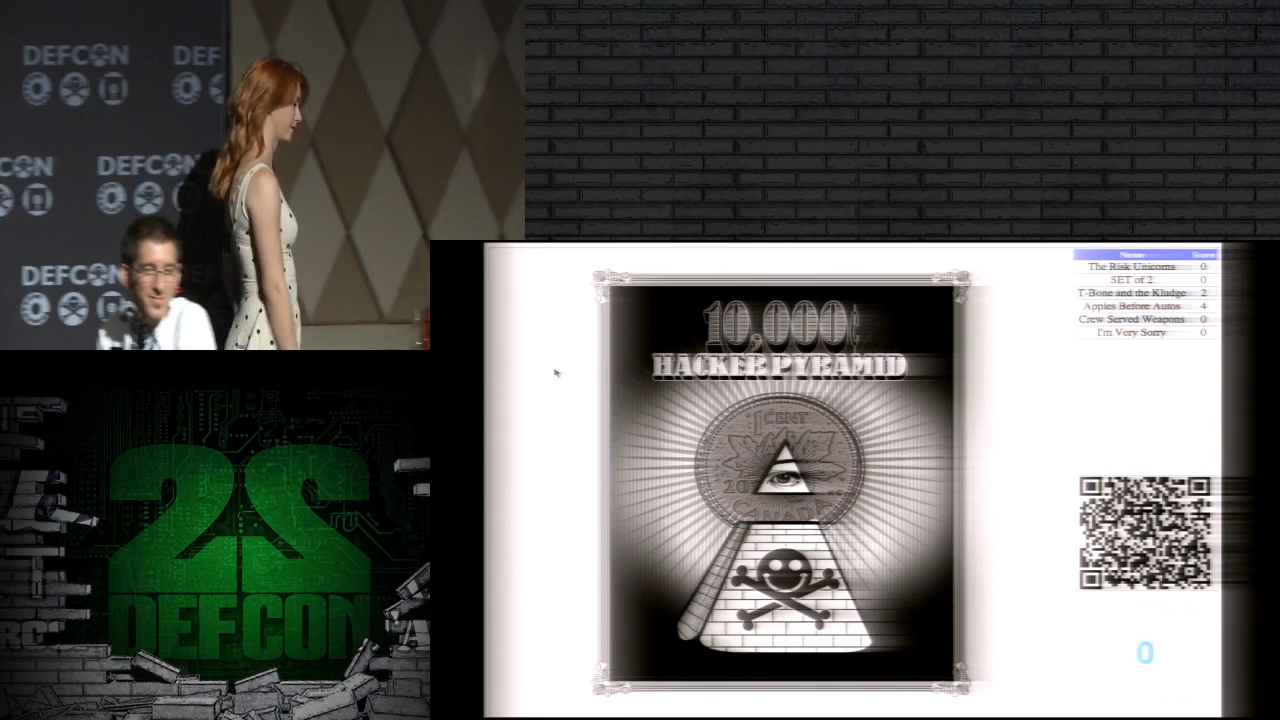 DEFCON DEF
CON DEFCON
DEFCON
22
DEFCON
10,000¢
HACKER PYRAMID
1 CENT
CANADA
Name Score
The Risk Unicorns 0
SET of 2 0
T-Bone and the Kludge 2
Apples Before Autos 4
Crew Served Weapons 0
I'm Very Sorry 0
0